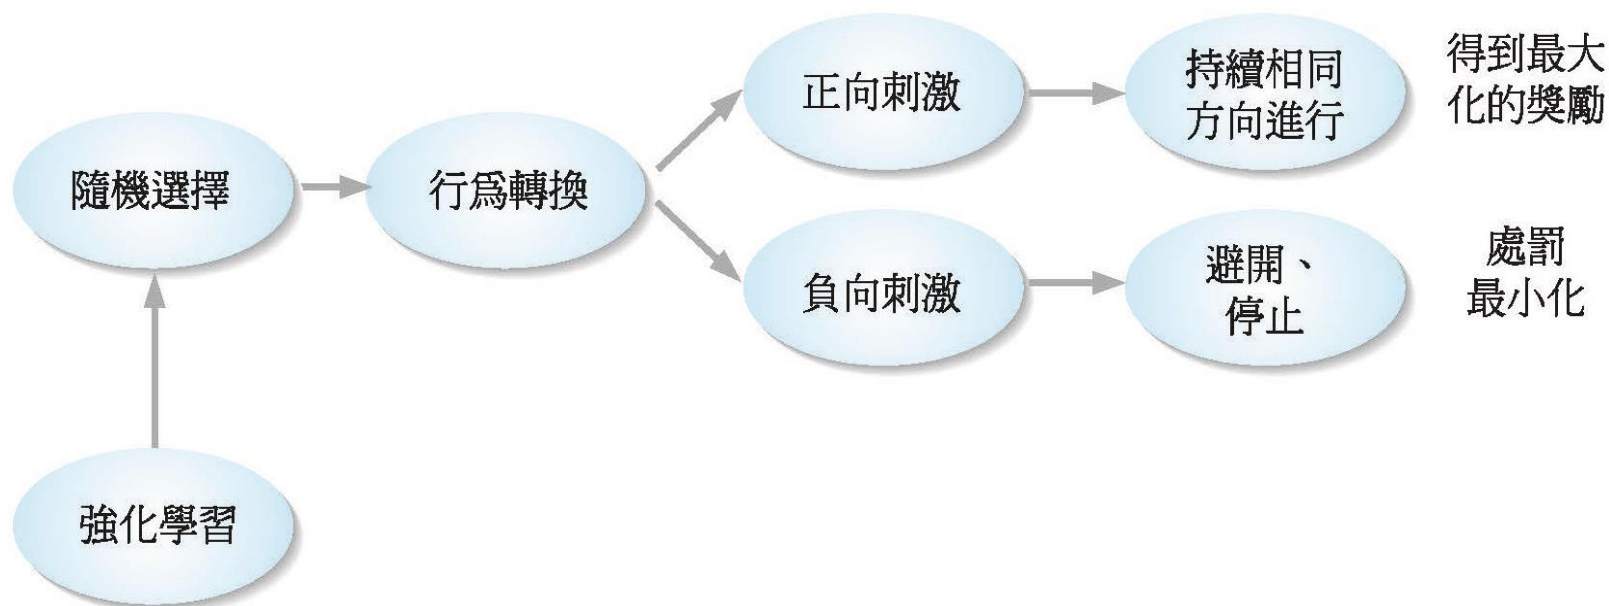 隨機選擇
行為轉換
正向刺激
持續相同
方向進行
得到最大
化的獎勵
負向刺激
避開、
停止
處罰
最小化
強化學習